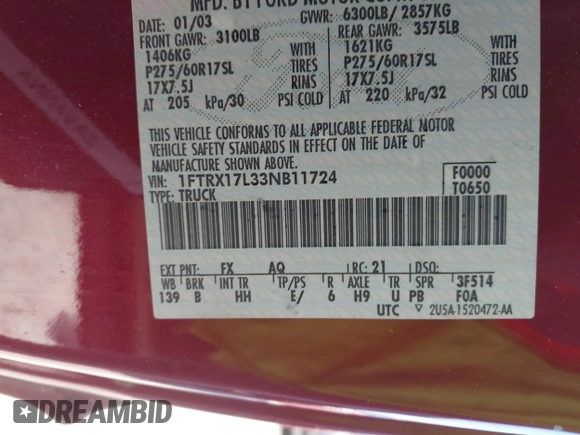 MFD. BY FORD MOTOR
DATE: 01/03 GVWR: 6300LB/ 2857KG
FRONT GAWR: 3100LB REAR GAWR: 3575LB
1406KG WITH 1621KG WITH
P275/60R17SL TIRES P275/60R17SL TIRES
17X7.5J RIMS 17X7.5J RIMS
AT 205 kPa/30 PSI COLD AT 220 kPa/32 PSI COLD
THIS VEHICLE CONFORMS TO ALL APPLICABLE FEDERAL MOTOR
VEHICLE SAFETY STANDARDS IN EFFECT ON THE DATE OF
MANUFACTURE SHOWN ABOVE.
VIN: 1FTRX17L33NB11724 F0000
TYPE: TRUCK T0650
EXT PNT: FX AQ RC: 21 DSO:
WB BRK INT TR TP/PS R AXLE TR SPR 3F514
139 B HH E/ 6 H9 U PB F0A
UTC ▽ 2U5A-1520472-AA
DREAMBID